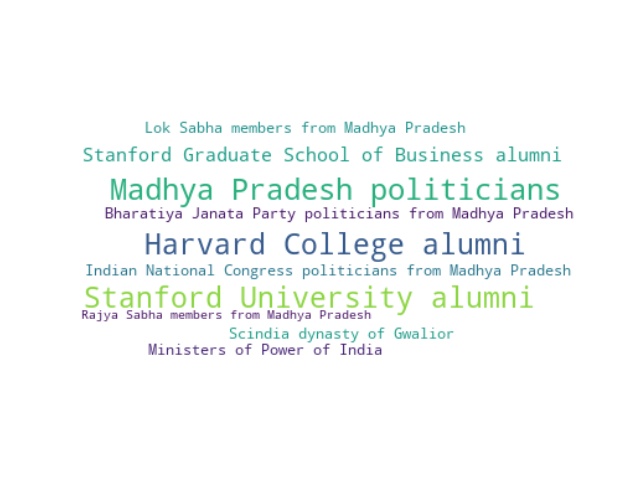 Lok Sabha members from Madhya Pradesh
Stanford Graduate School of Business alumni
Madhya Pradesh politicians
Bharatiya Janata Party politicians from Madhya Pradesh
Harvard College alumni
Indian National Congress politicians from Madhya Pradesh
Stanford University alumni
Rajya Sabha members from Madhya Pradesh
Scindia dynasty of Gwalior
Ministers of Power of India